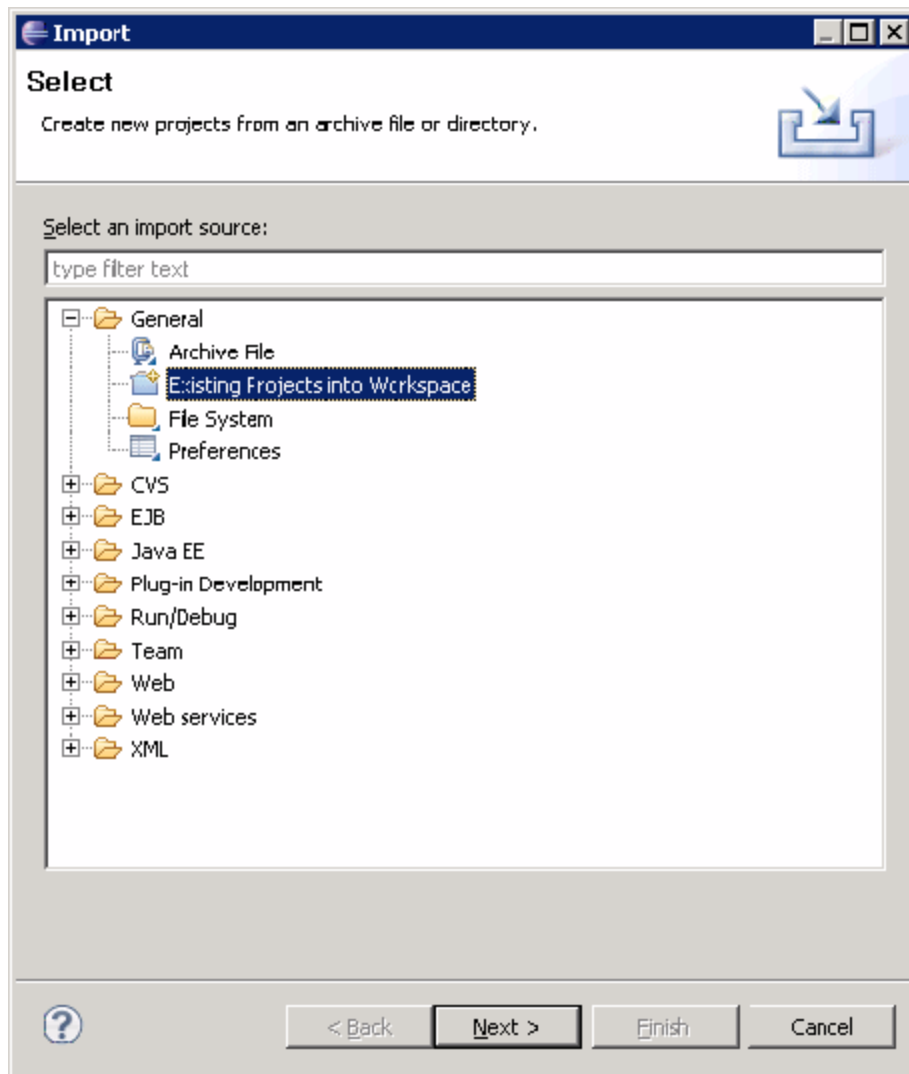 Import
Select
Create new projects from an archive file or directory.
Select an import source:
type filter text
General
Archive File
Existing Projects into Workspace
File System
Preferences
CVS
EJB
Java EE
Plug-in Development
Run/Debug
Team
Web
Web services
XML
?
< Back
Next >
Finish
Cancel